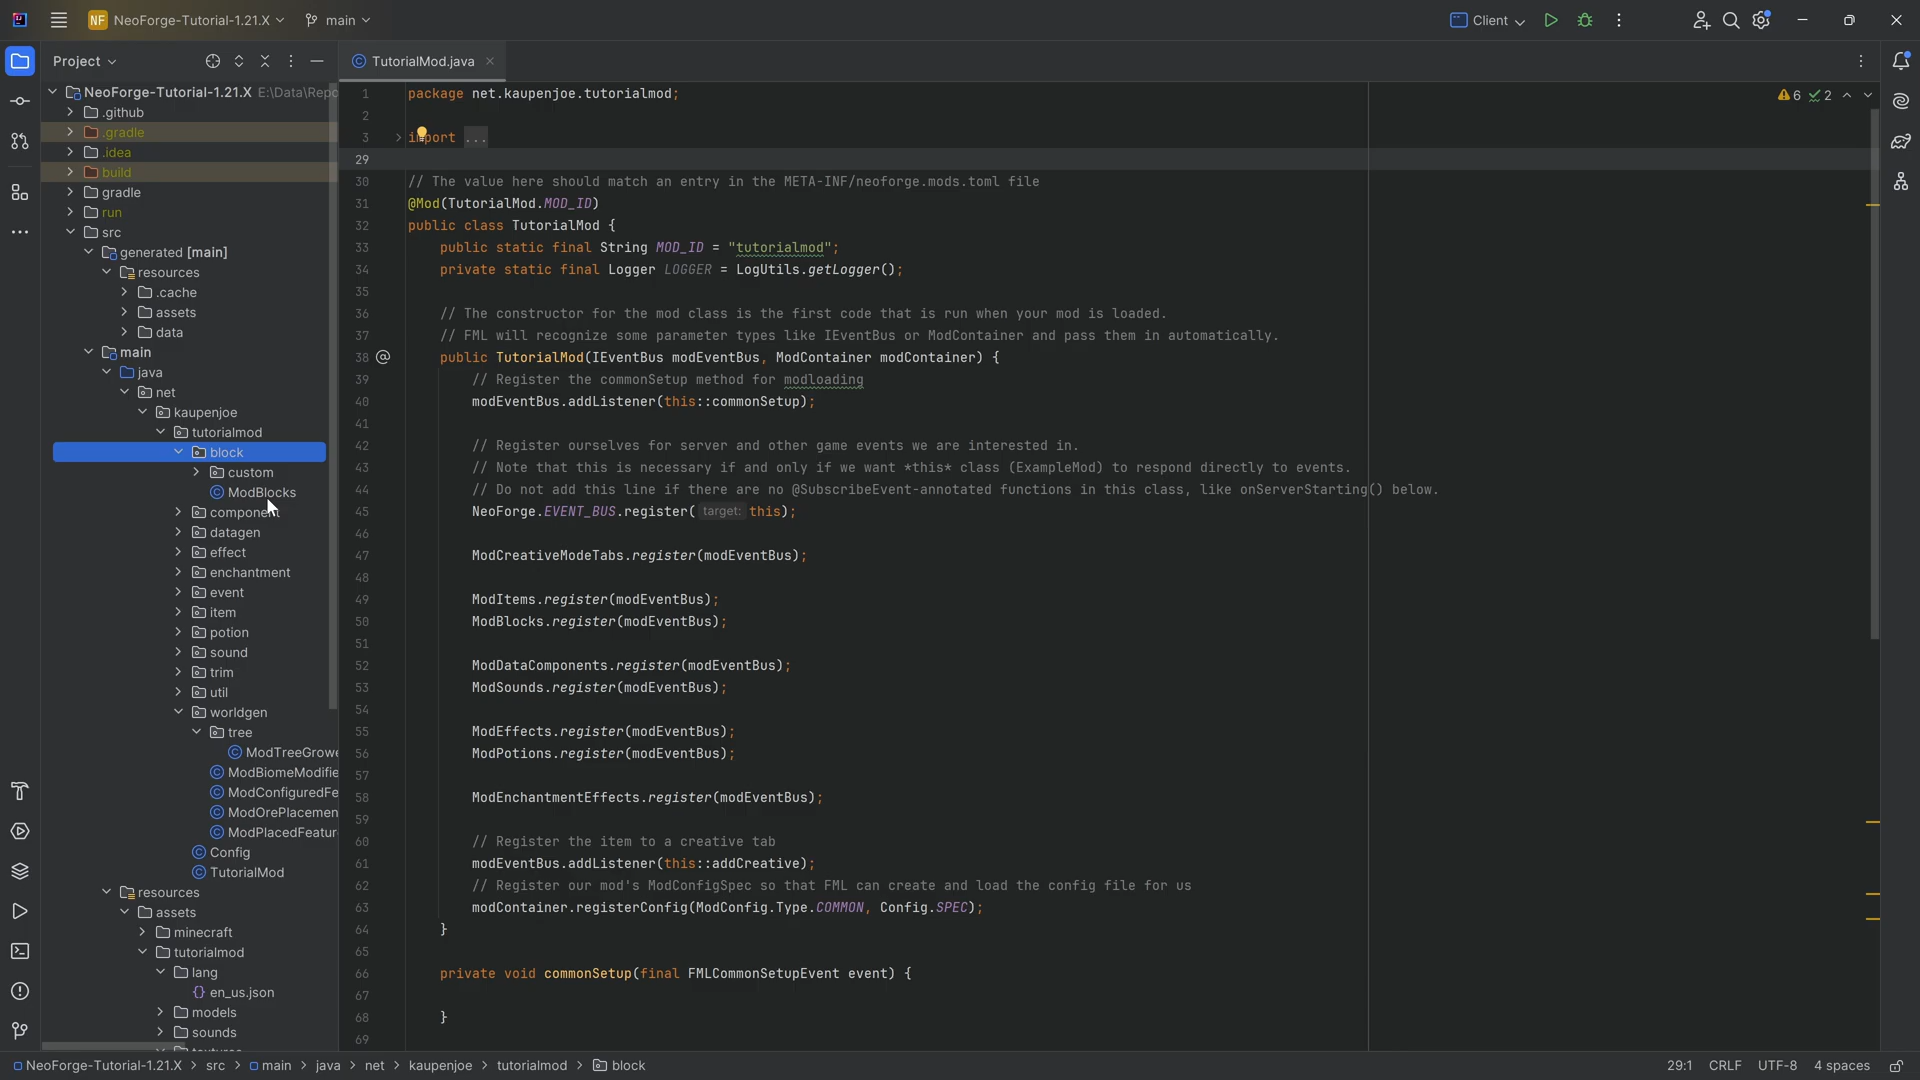 NF NeoForge-Tutorial-1.21.X main Client
Project
TutorialMod.java
NeoForge-Tutorial-1.21.X E:\Data\Repo
.github
.gradle
.idea
build
gradle
run
src
generated [main]
resources
.cache
assets
data
main
java
net
kaupenjoe
tutorialmod
block
custom
ModBlocks
component
datagen
effect
enchantment
event
item
potion
sound
trim
util
worldgen
tree
ModTreeGrowe
ModBiomeModifie
ModConfiguredFe
ModOrePlacemen
ModPlacedFeatur
Config
TutorialMod
resources
assets
minecraft
tutorialmod
lang
{} en_us.json
models
sounds
6 2
1 package net.kaupenjoe.tutorialmod;
2
3 import ...
29
30 // The value here should match an entry in the META-INF/neoforge.mods.toml file
31 @Mod(TutorialMod.MOD_ID)
32 public class TutorialMod {
33 public static final String MOD_ID = "tutorialmod";
34 private static final Logger LOGGER = LogUtils.getLogger();
35
36 // The constructor for the mod class is the first code that is run when your mod is loaded.
37 // FML will recognize some parameter types like IEventBus or ModContainer and pass them in automatically.
38 @ public TutorialMod(IEventBus modEventBus, ModContainer modContainer) {
39 // Register the commonSetup method for modloading
40 modEventBus.addListener(this::commonSetup);
41
42 // Register ourselves for server and other game events we are interested in.
43 // Note that this is necessary if and only if we want *this* class (ExampleMod) to respond directly to events.
44 // Do not add this line if there are no @SubscribeEvent-annotated functions in this class, like onServerStarting() below.
45 NeoForge.EVENT_BUS.register( target: this);
46
47 ModCreativeModeTabs.register(modEventBus);
48
49 ModItems.register(modEventBus);
50 ModBlocks.register(modEventBus);
51
52 ModDataComponents.register(modEventBus);
53 ModSounds.register(modEventBus);
54
55 ModEffects.register(modEventBus);
56 ModPotions.register(modEventBus);
57
58 ModEnchantmentEffects.register(modEventBus);
59
60 // Register the item to a creative tab
61 modEventBus.addListener(this::addCreative);
62 // Register our mod's ModConfigSpec so that FML can create and load the config file for us
63 modContainer.registerConfig(ModConfig.Type.COMMON, Config.SPEC);
64 }
65
66 private void commonSetup(final FMLCommonSetupEvent event) {
67
68 }
69
NeoForge-Tutorial-1.21.X > src > main > java > net > kaupenjoe > tutorialmod > block 29:1 CRLF UTF-8 4 spaces